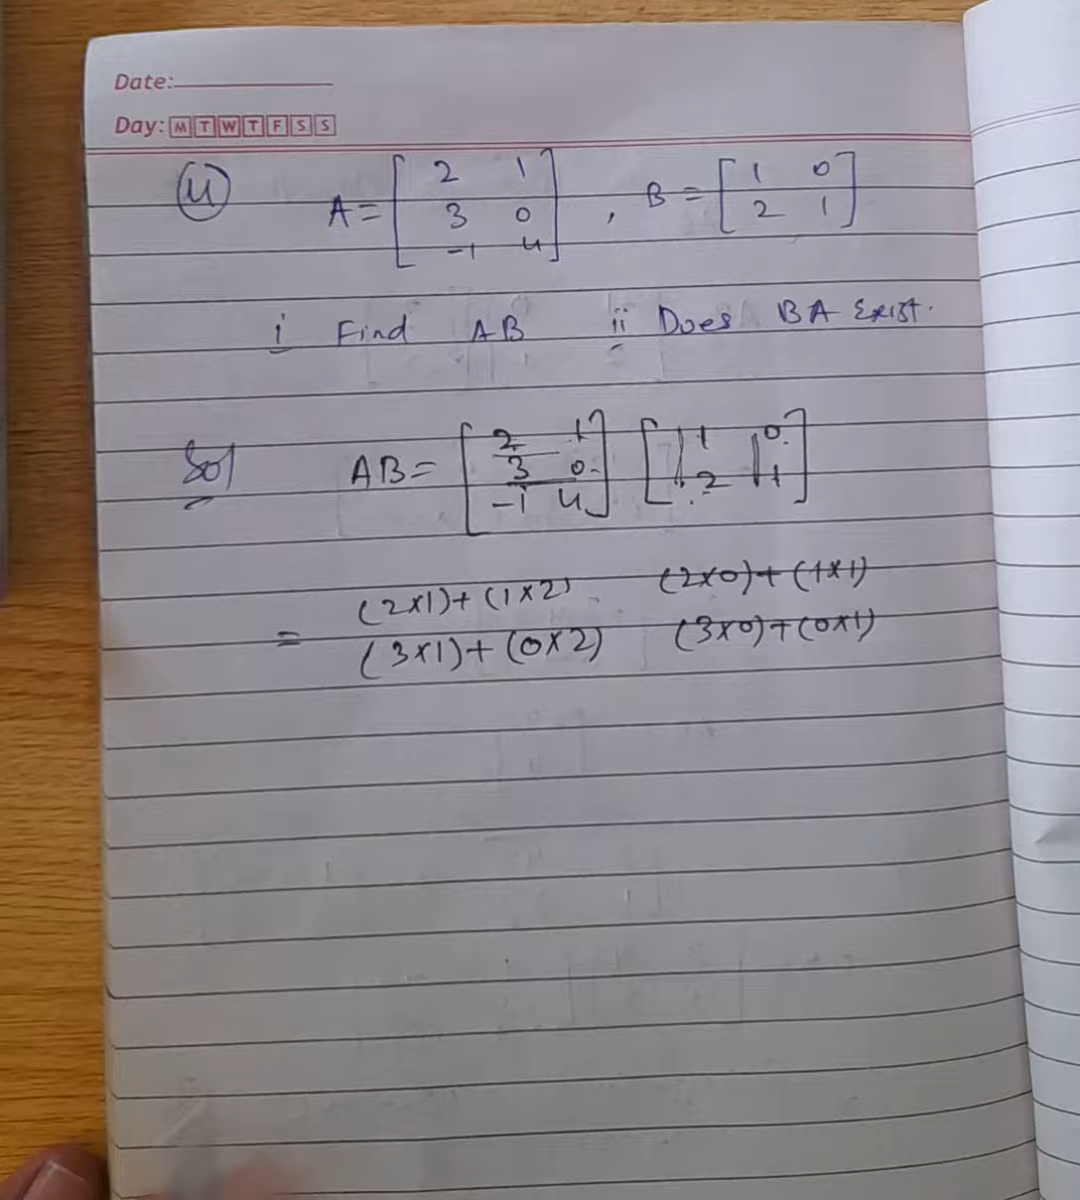 Date:
Day: M T W T F S S
(4) A = [ 2 1 , B = [ 1 0 ]
3 0 2 1
-1 4 ]
i Find AB ii Does BA Exist.
Sol AB = [ 2 1 [ 1 0
3 0 2 1 ]
-1 4 ]
= (2×1)+(1×2) (2×0)+(1×1)
(3×1)+(0×2) (3×0)+(0×1)